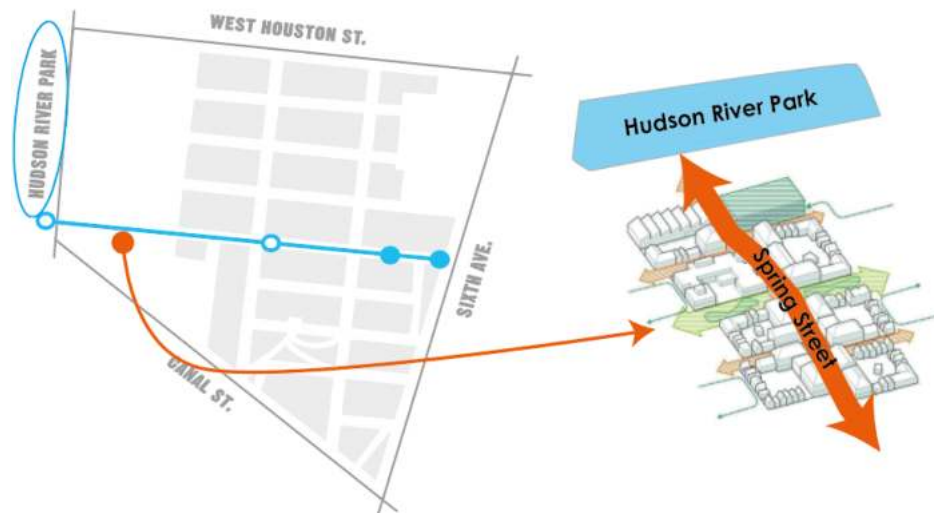 WEST HOUSTON ST.
HUDSON RIVER PARK
SIXTH AVE.
CANAL ST.
Hudson River Park
Spring Street